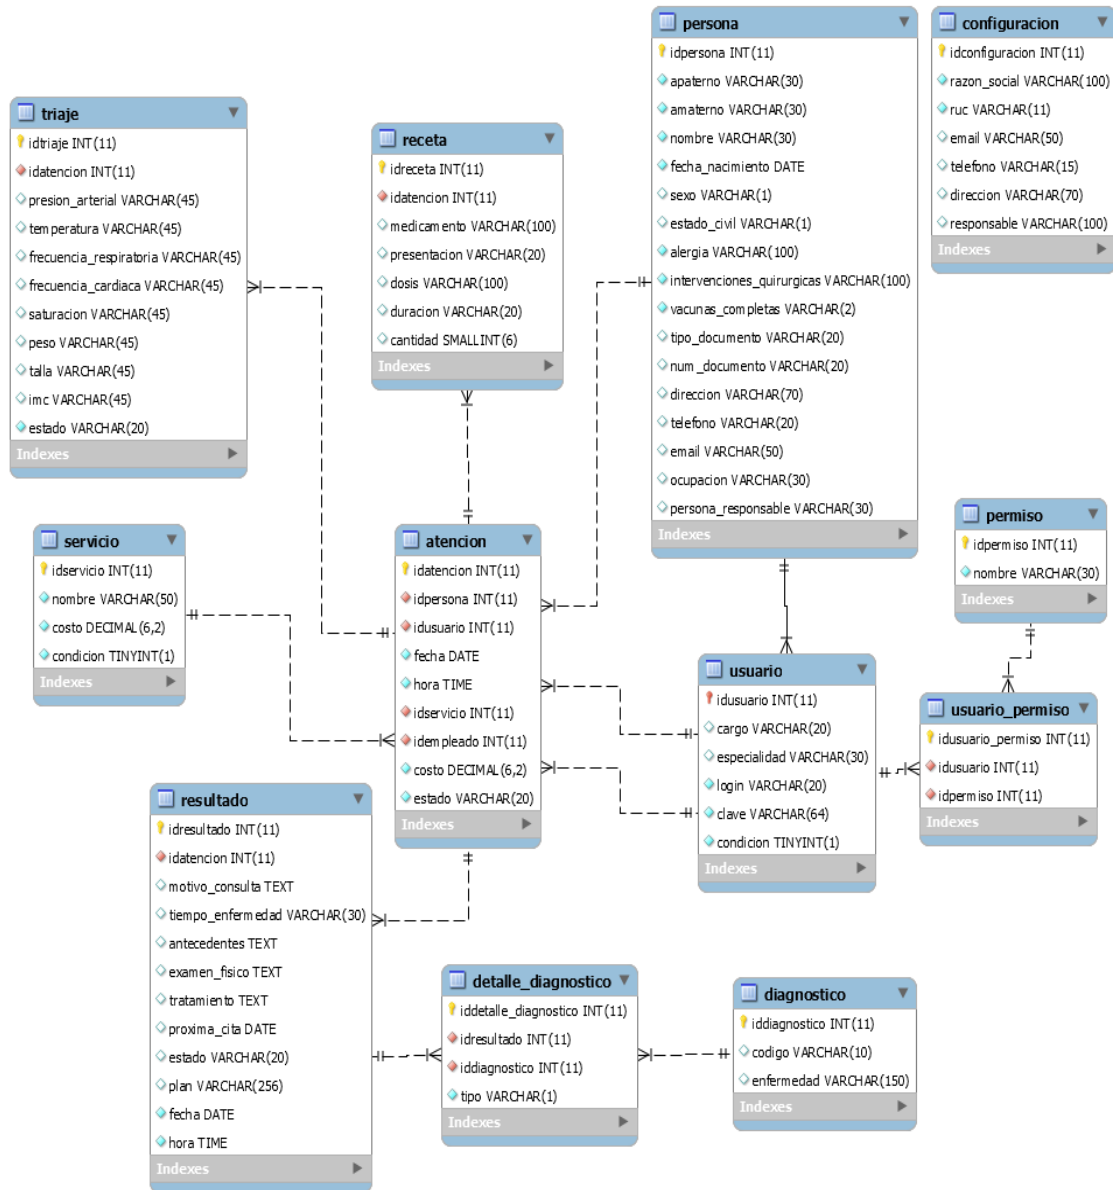 persona
idpersona INT(11)
apaterno VARCHAR(30)
amaterno VARCHAR(30)
nombre VARCHAR(30)
fecha_nacimiento DATE
sexo VARCHAR(1)
estado_civil VARCHAR(1)
alergia VARCHAR(100)
intervenciones_quirurgicas VARCHAR(100)
vacunas_completas VARCHAR(2)
tipo_documento VARCHAR(20)
num_documento VARCHAR(20)
direccion VARCHAR(70)
telefono VARCHAR(20)
email VARCHAR(50)
ocupacion VARCHAR(30)
persona_responsable VARCHAR(30)
Indexes
configuracion
idconfiguracion INT(11)
razon_social VARCHAR(100)
ruc VARCHAR(11)
email VARCHAR(50)
telefono VARCHAR(15)
direccion VARCHAR(70)
responsable VARCHAR(100)
Indexes
triaje
idtriaje INT(11)
idatencion INT(11)
presion_arterial VARCHAR(45)
temperatura VARCHAR(45)
frecuencia_respiratoria VARCHAR(45)
frecuencia_cardiaca VARCHAR(45)
saturacion VARCHAR(45)
peso VARCHAR(45)
talla VARCHAR(45)
imc VARCHAR(45)
estado VARCHAR(20)
Indexes
receta
idreceta INT(11)
idatencion INT(11)
medicamento VARCHAR(100)
presentacion VARCHAR(20)
dosis VARCHAR(100)
duracion VARCHAR(20)
cantidad SMALLINT(6)
Indexes
servicio
idservicio INT(11)
nombre VARCHAR(50)
costo DECIMAL(6,2)
condicion TINYINT(1)
Indexes
atencion
idatencion INT(11)
idpersona INT(11)
idusuario INT(11)
fecha DATE
hora TIME
idservicio INT(11)
idempleado INT(11)
costo DECIMAL(6,2)
estado VARCHAR(20)
Indexes
permiso
idpermiso INT(11)
nombre VARCHAR(30)
Indexes
usuario
idusuario INT(11)
cargo VARCHAR(20)
especialidad VARCHAR(30)
login VARCHAR(20)
clave VARCHAR(64)
condicion TINYINT(1)
Indexes
usuario_permiso
idusuario_permiso INT(11)
idusuario INT(11)
idpermiso INT(11)
Indexes
resultado
idresultado INT(11)
idatencion INT(11)
motivo_consulta TEXT
tiempo_enfermedad VARCHAR(30)
antecedentes TEXT
examen_fisico TEXT
tratamiento TEXT
proxima_cita DATE
estado VARCHAR(20)
plan VARCHAR(256)
fecha DATE
hora TIME
Indexes
detalle_diagnostico
iddetalle_diagnostico INT(11)
idresultado INT(11)
iddiagnostico INT(11)
tipo VARCHAR(1)
Indexes
diagnostico
iddiagnostico INT(11)
codigo VARCHAR(10)
enfermedad VARCHAR(150)
Indexes